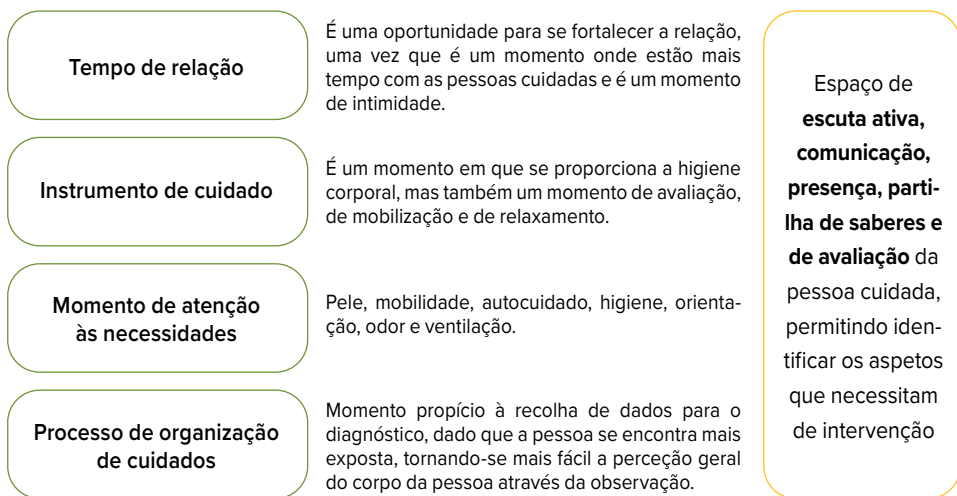 Tempo de relação
É uma oportunidade para se fortalecer a relação,
uma vez que é um momento onde estão mais
tempo com as pessoas cuidadas e é um momento
de intimidade.
Instrumento de cuidado
É um momento em que se proporciona a higiene
corporal, mas também um momento de avaliação,
de mobilização e de relaxamento.
Momento de atenção
às necessidades
Pele, mobilidade, autocuidado, higiene, orienta-
ção, odor e ventilação.
Processo de organização
de cuidados
Momento propício à recolha de dados para o
diagnóstico, dado que a pessoa se encontra mais
exposta, tornando-se mais fácil a perceção geral
do corpo da pessoa através da observação.
Espaço de
escuta ativa,
comunicação,
presença, parti-
lha de saberes e
de avaliação da
pessoa cuidada,
permitindo iden-
tificar os aspetos
que necessitam
de intervenção